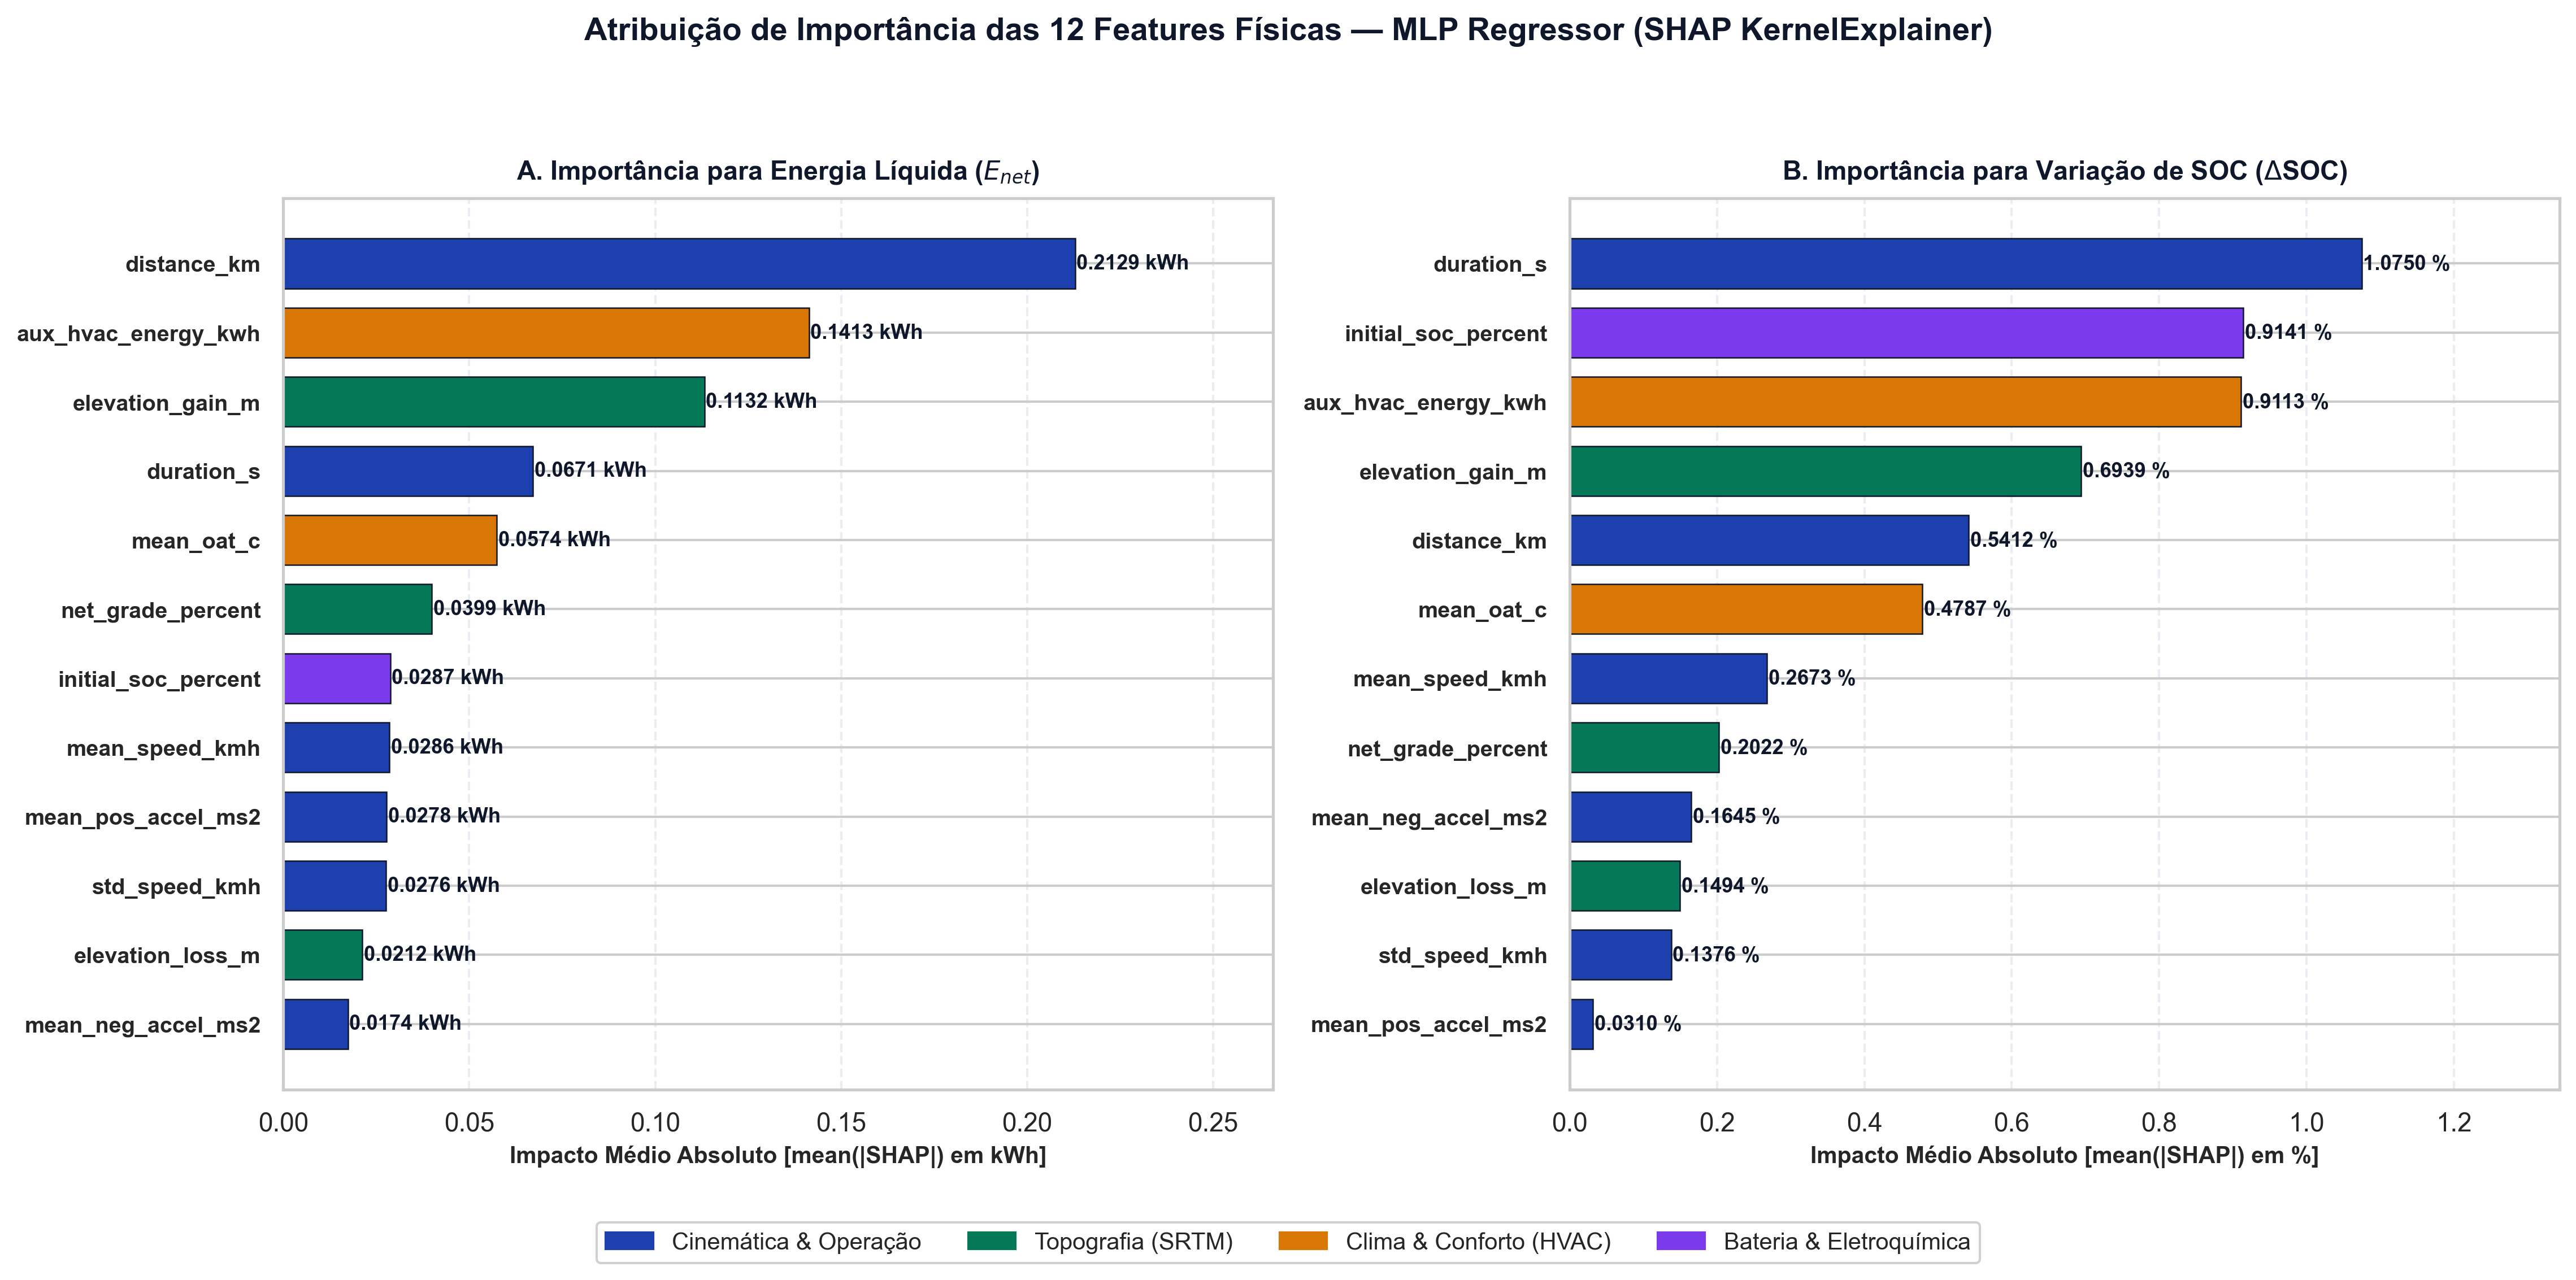 Atribuição de Importância das 12 Features Físicas — MLP Regressor (SHAP KernelExplainer)
A. Importância para Energia Líquida (E_net)
distance_km 0.2129 kWh
aux_hvac_energy_kwh 0.1413 kWh
elevation_gain_m 0.1132 kWh
duration_s 0.0671 kWh
mean_oat_c 0.0574 kWh
net_grade_percent 0.0399 kWh
initial_soc_percent 0.0287 kWh
mean_speed_kmh 0.0286 kWh
mean_pos_accel_ms2 0.0278 kWh
std_speed_kmh 0.0276 kWh
elevation_loss_m 0.0212 kWh
mean_neg_accel_ms2 0.0174 kWh
0.00 0.05 0.10 0.15 0.20 0.25
Impacto Médio Absoluto [mean(|SHAP|) em kWh]
B. Importância para Variação de SOC (ΔSOC)
duration_s 1.0750 %
initial_soc_percent 0.9141 %
aux_hvac_energy_kwh 0.9113 %
elevation_gain_m 0.6939 %
distance_km 0.5412 %
mean_oat_c 0.4787 %
mean_speed_kmh 0.2673 %
net_grade_percent 0.2022 %
mean_neg_accel_ms2 0.1645 %
elevation_loss_m 0.1494 %
std_speed_kmh 0.1376 %
mean_pos_accel_ms2 0.0310 %
0.0 0.2 0.4 0.6 0.8 1.0 1.2
Impacto Médio Absoluto [mean(|SHAP|) em %]
Cinemática & Operação Topografia (SRTM) Clima & Conforto (HVAC) Bateria & Eletroquímica